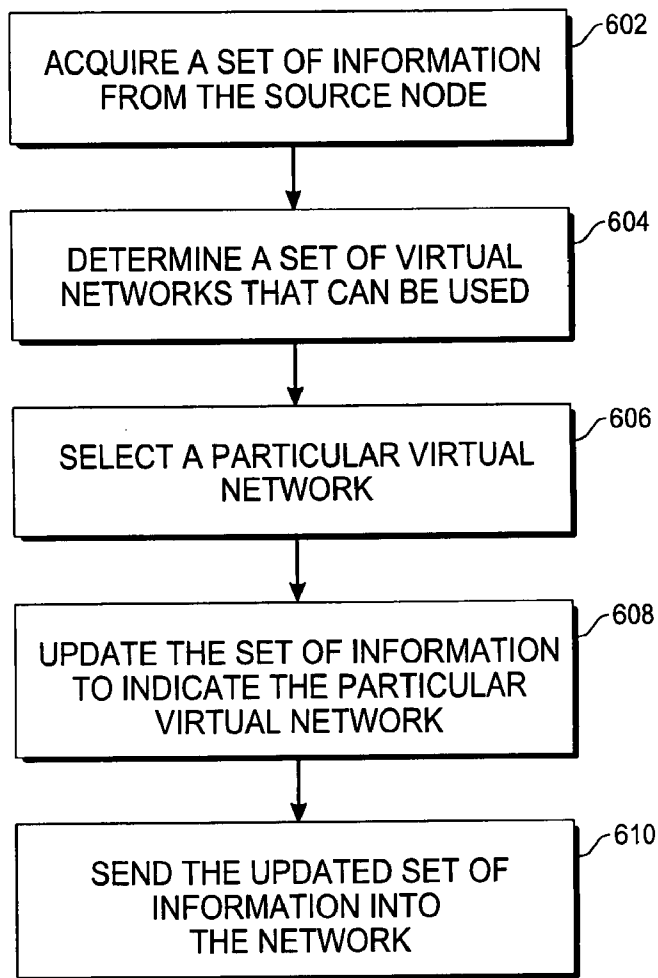 602
ACQUIRE A SET OF INFORMATION
FROM THE SOURCE NODE
604
DETERMINE A SET OF VIRTUAL
NETWORKS THAT CAN BE USED
606
SELECT A PARTICULAR VIRTUAL
NETWORK
608
UPDATE THE SET OF INFORMATION
TO INDICATE THE PARTICULAR
VIRTUAL NETWORK
610
SEND THE UPDATED SET OF
INFORMATION INTO
THE NETWORK